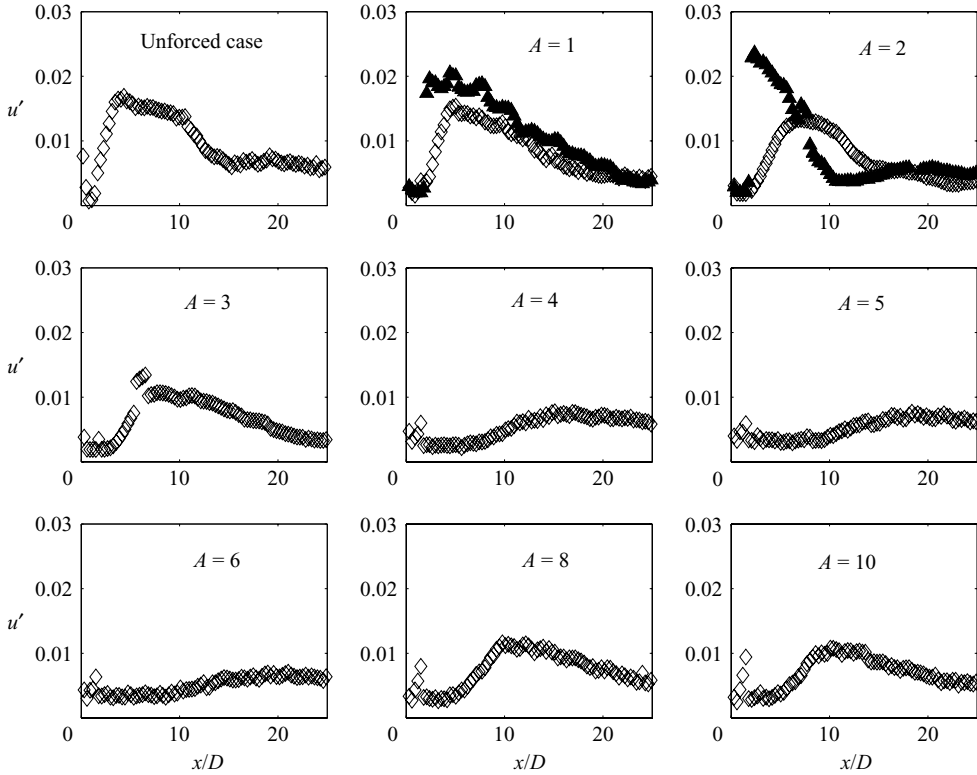 0.03 Unforced case
0.02
u′
0.01
0 10 20
0.03 A = 1
0.02
0.01
0 10 20
0.03 A = 2
0.02
0.01
0 10 20
0.03 A = 3
0.02
u′
0.01
0 10 20
0.03 A = 4
0.02
0.01
0 10 20
0.03 A = 5
0.02
0.01
0 10 20
0.03 A = 6
0.02
u′
0.01
0 10 20
x/D
0.03 A = 8
0.02
0.01
0 10 20
x/D
0.03 A = 10
0.02
0.01
0 10 20
x/D